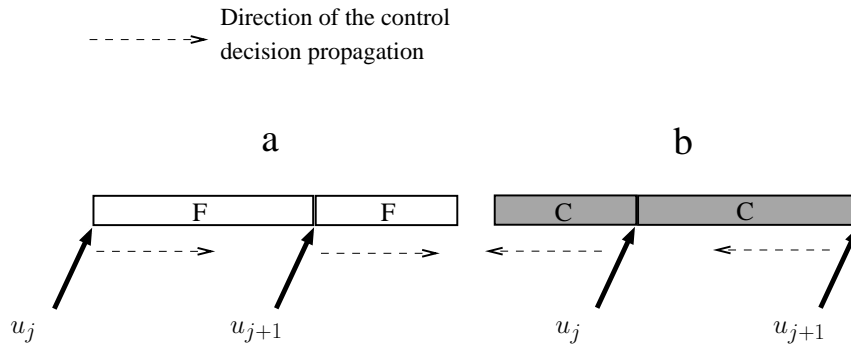 Direction of the control
decision propagation
a
b
F
F
C
C
u_j
u_{j+1}
u_j
u_{j+1}